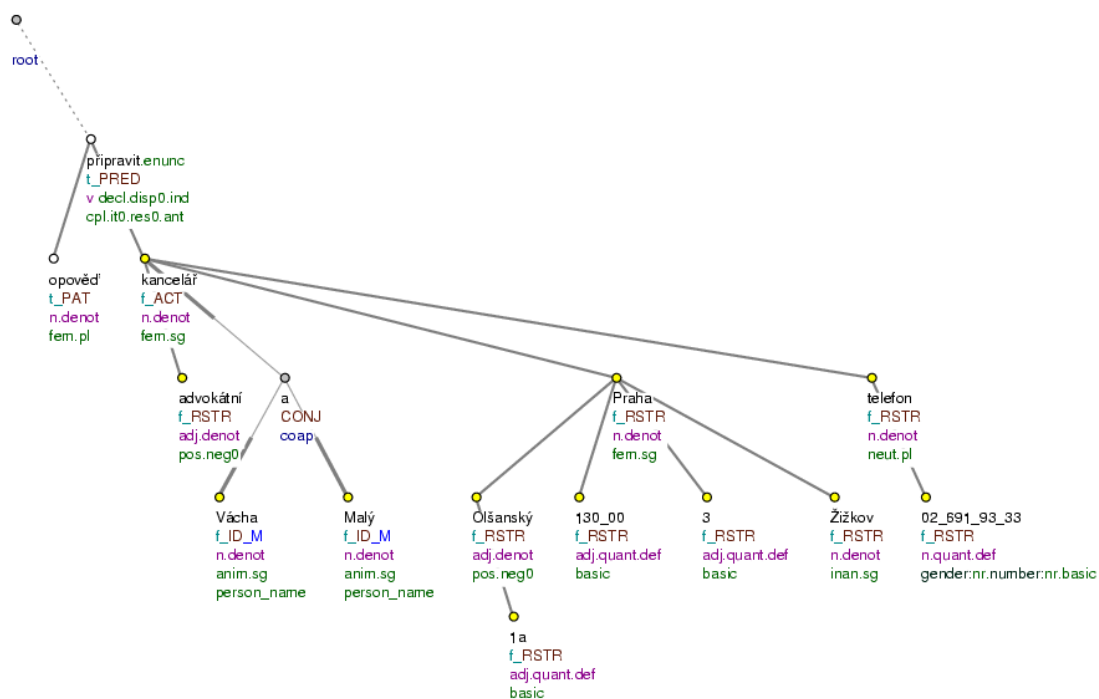 root
připravit.enunc
t_PRED
v decl.disp0.ind
cpl.it0.res0.ant
opověď
t_PAT
n.denot
fem.pl
kancelář
f_ACT
n.denot
fem.sg
advokátní
f_RSTR
adj.denot
pos.neg0
a
CONJ
coap
Praha
f_RSTR
n.denot
fem.sg
telefon
f_RSTR
n.denot
neut.pl
Vácha
f_ID_M
n.denot
anim.sg
person_name
Malý
f_ID_M
n.denot
anim.sg
person_name
Olšanský
f_RSTR
adj.denot
pos.neg0
130_00
f_RSTR
adj.quant.def
basic
3
f_RSTR
adj.quant.def
basic
Žižkov
f_RSTR
n.denot
inan.sg
02_691_93_33
f_RSTR
n.quant.def
gender:nr.number:nr.basic
1a
f_RSTR
adj.quant.def
basic